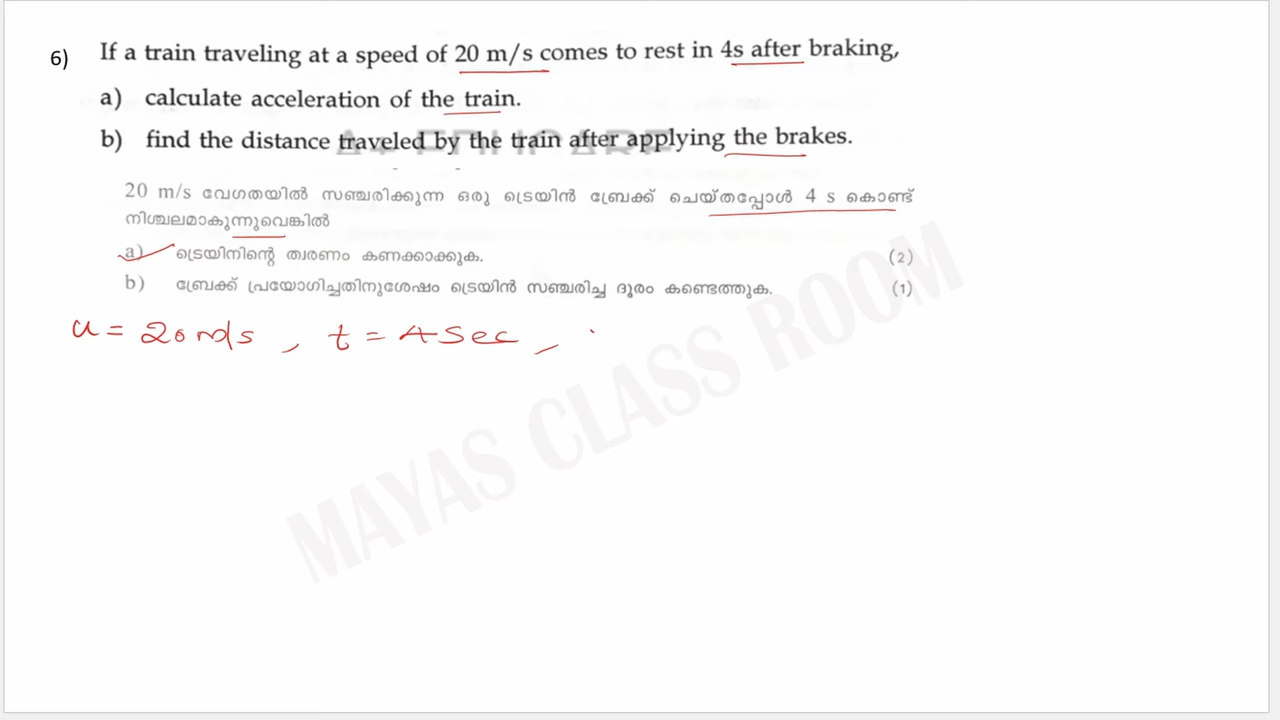 6) If a train traveling at a speed of 20 m/s comes to rest in 4s after braking,
a) calculate acceleration of the train.
b) find the distance traveled by the train after applying the brakes.
20 m/s വേഗതയിൽ സഞ്ചരിക്കുന്ന ഒരു ട്രെയിൻ ബ്രേക്ക് ചെയ്തപ്പോൾ 4 s കൊണ്ട്
നിശ്ചലമാകുന്നുവെങ്കിൽ
a) ട്രെയിനിന്റെ ത്വരണം കണക്കാക്കുക. (2)
b) ബ്രേക്ക് പ്രയോഗിച്ചതിനുശേഷം ട്രെയിൻ സഞ്ചരിച്ച ദൂരം കണ്ടെത്തുക. (1)
u = 20 m/s , t = 4 sec ,
MAYAS CLASS ROOM